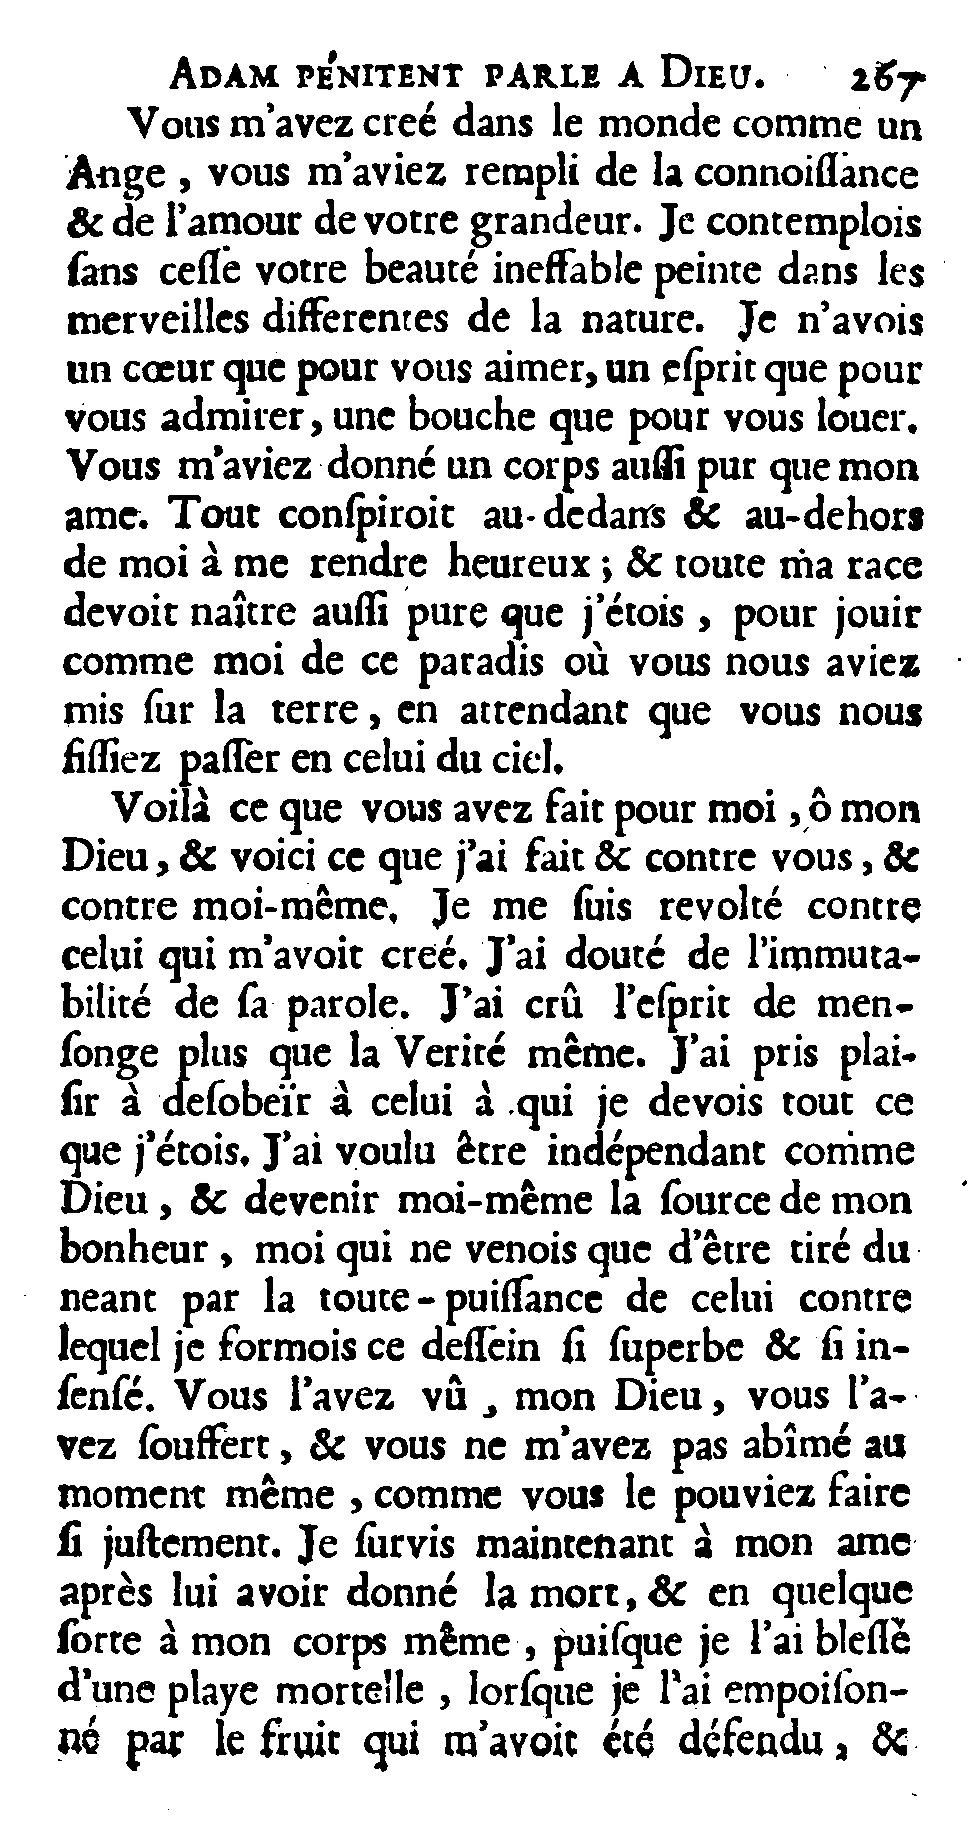 ADAM PÉNITENT PARLE A DIEU. 267
Vous m'avez creé dans le monde comme un
Ange, vous m'aviez rempli de la connoiſſance
& de l'amour de votre grandeur. Je contemplois
ſans ceſſe votre beauté ineffable peinte dans les
merveilles differentes de la nature. Je n'avois
un cœur que pour vous aimer, un eſprit que pour
vous admirer, une bouche que pour vous louer.
Vous m'aviez donné un corps auſſi pur que mon
ame. Tout conſpiroit au-dedans & au-dehors
de moi à me rendre heureux ; & toute ma race
devoit naître auſſi pure que j'étois, pour jouir
comme moi de ce paradis où vous nous aviez
mis ſur la terre, en attendant que vous nous
fiſſiez paſſer en celui du ciel.
Voilà ce que vous avez fait pour moi, ô mon
Dieu, & voici ce que j'ai fait & contre vous, &
contre moi-même. Je me ſuis revolté contre
celui qui m'avoit creé. J'ai douté de l'immuta-
bilité de ſa parole. J'ai crû l'eſprit de men-
ſonge plus que la Verité même. J'ai pris plai-
ſir à deſobeïr à celui à qui je devois tout ce
que j'étois. J'ai voulu être indépendant comme
Dieu, & devenir moi-même la ſource de mon
bonheur, moi qui ne venois que d'être tiré du
neant par la toute-puiſſance de celui contre
lequel je formois ce deſſein ſi ſuperbe & ſi in-
ſenſé. Vous l'avez vû, mon Dieu, vous l'a-
vez ſouffert, & vous ne m'avez pas abîmé au
moment même, comme vous le pouviez faire
ſi juſtement. Je ſurvis maintenant à mon ame
après lui avoir donné la mort, & en quelque
ſorte à mon corps même, puiſque je l'ai bleſſé
d'une playe mortelle, lorſque je l'ai empoiſon-
né par le fruit qui m'avoit été défendu, &